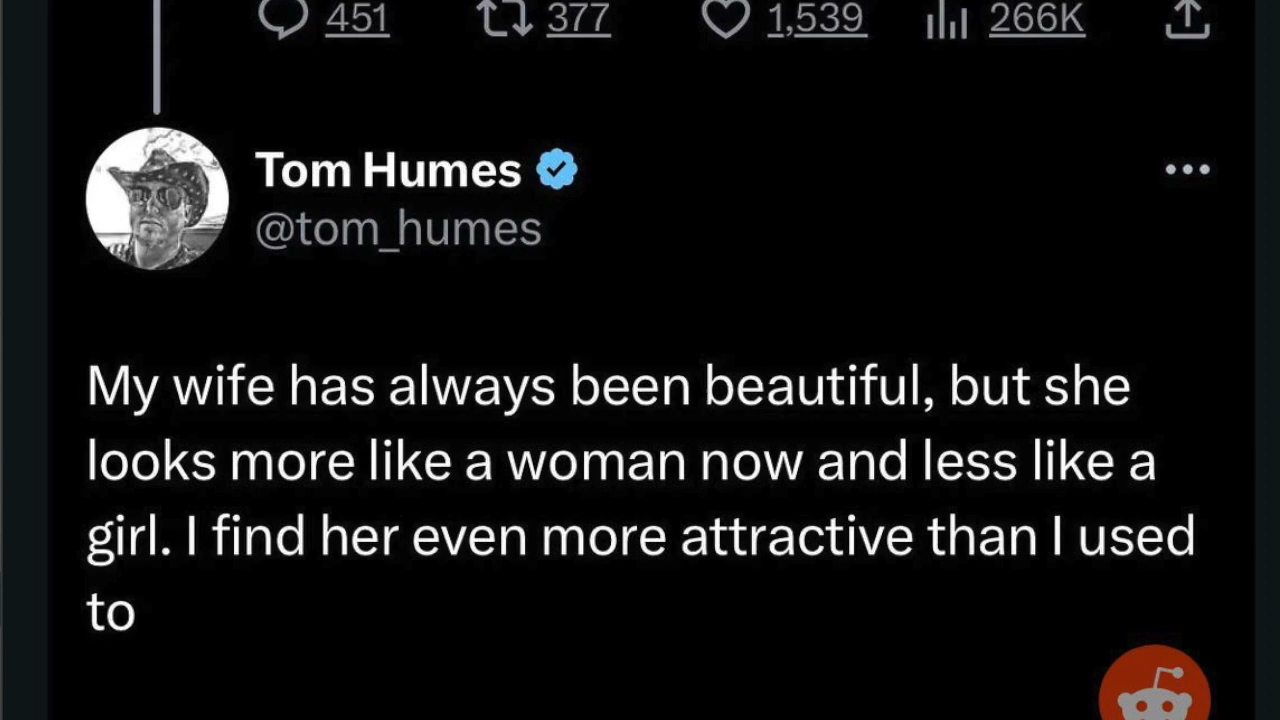 451 377 1,539 266K
Tom Humes
@tom_humes
My wife has always been beautiful, but she
looks more like a woman now and less like a
girl. I find her even more attractive than I used
to